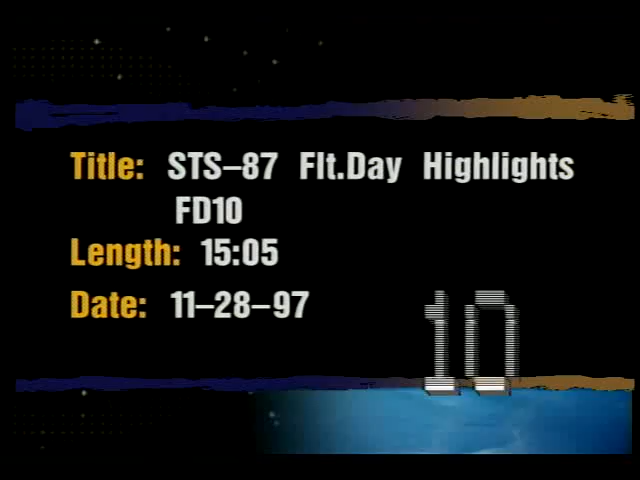 Title: STS–87 Flt.Day Highlights
FD10
Length: 15:05
Date: 11–28–97
10